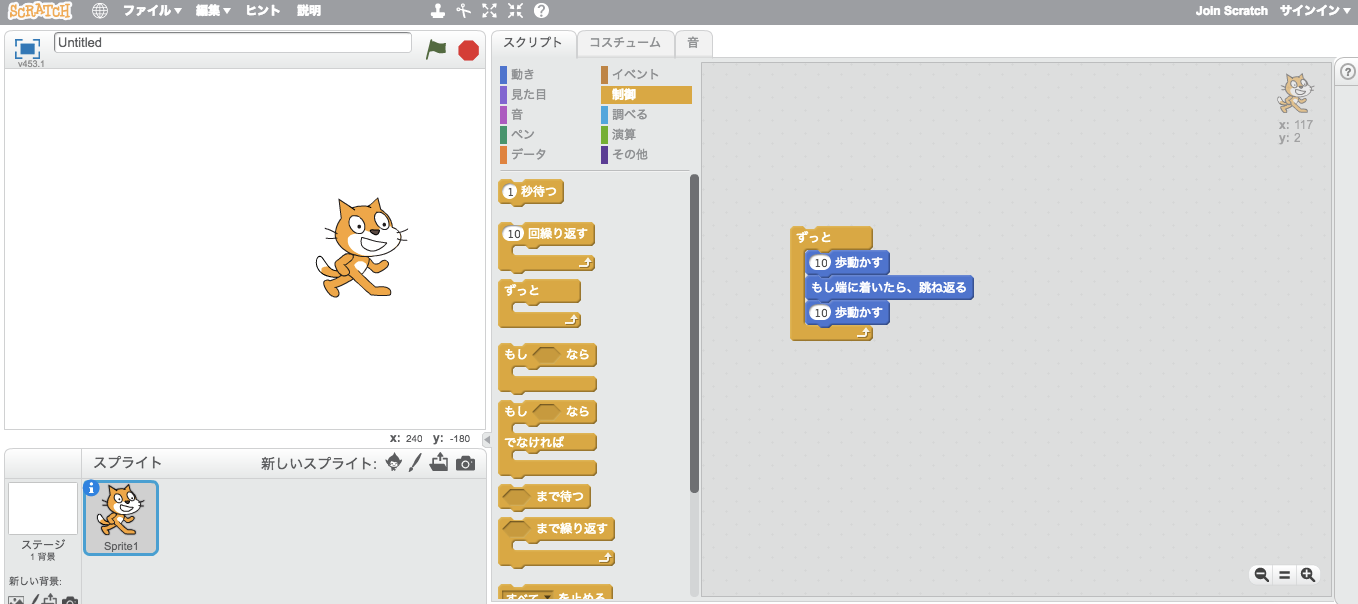 SCRATCH ファイル▼ 編集▼ ヒント 説明 Join Scratch サインイン▼
Untitled
v453.1
スクリプト コスチューム 音
動き イベント
見た目 制御
音 調べる
ペン 演算
データ その他
1 秒待つ
10 回繰り返す
ずっと
もし なら
もし なら
でなければ
まで待つ
まで繰り返す
すべて▼ を止める
ずっと
10 歩動かす
もし端に着いたら、跳ね返る
10 歩動かす
x: 117
y: 2
x: 240 y: -180
スプライト 新しいスプライト:
Sprite1
ステージ
1 背景
新しい背景: